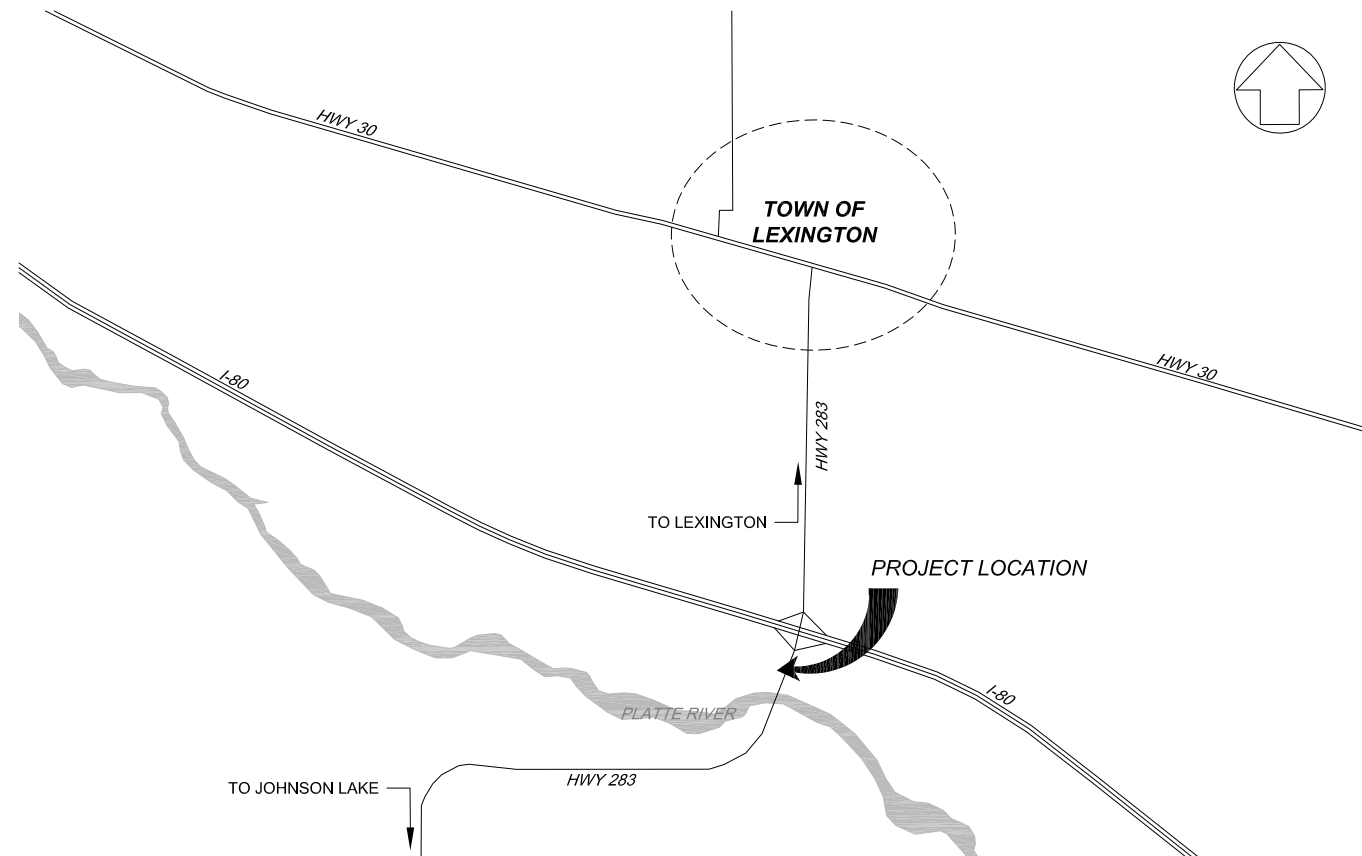 HWY 30
TOWN OF
LEXINGTON
HWY 30
I-80
HWY 283
TO LEXINGTON
PROJECT LOCATION
I-80
PLATTE RIVER
HWY 283
TO JOHNSON LAKE